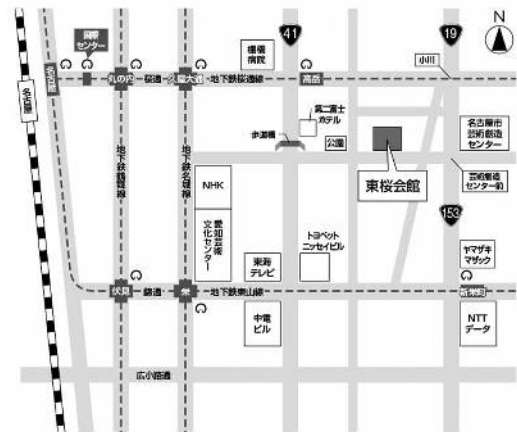 N
41
19
国際
センター
棚橋
病院
小川
名古屋
名古屋
丸の内
桜通
久屋大通
地下鉄桜通線
高岳
第二富士
ホテル
歩道橋
公園
名古屋市
芸術創造
センター
地下鉄鶴舞線
地下鉄名城線
東桜会館
芸術創造
センター前
NHK
愛知芸術
文化センター
153
トヨペット
ニッセイビル
東海
テレビ
ヤマザキ
マザック
伏見
錦通
栄
地下鉄東山線
新栄町
中電
ビル
NTT
データ
広小路通